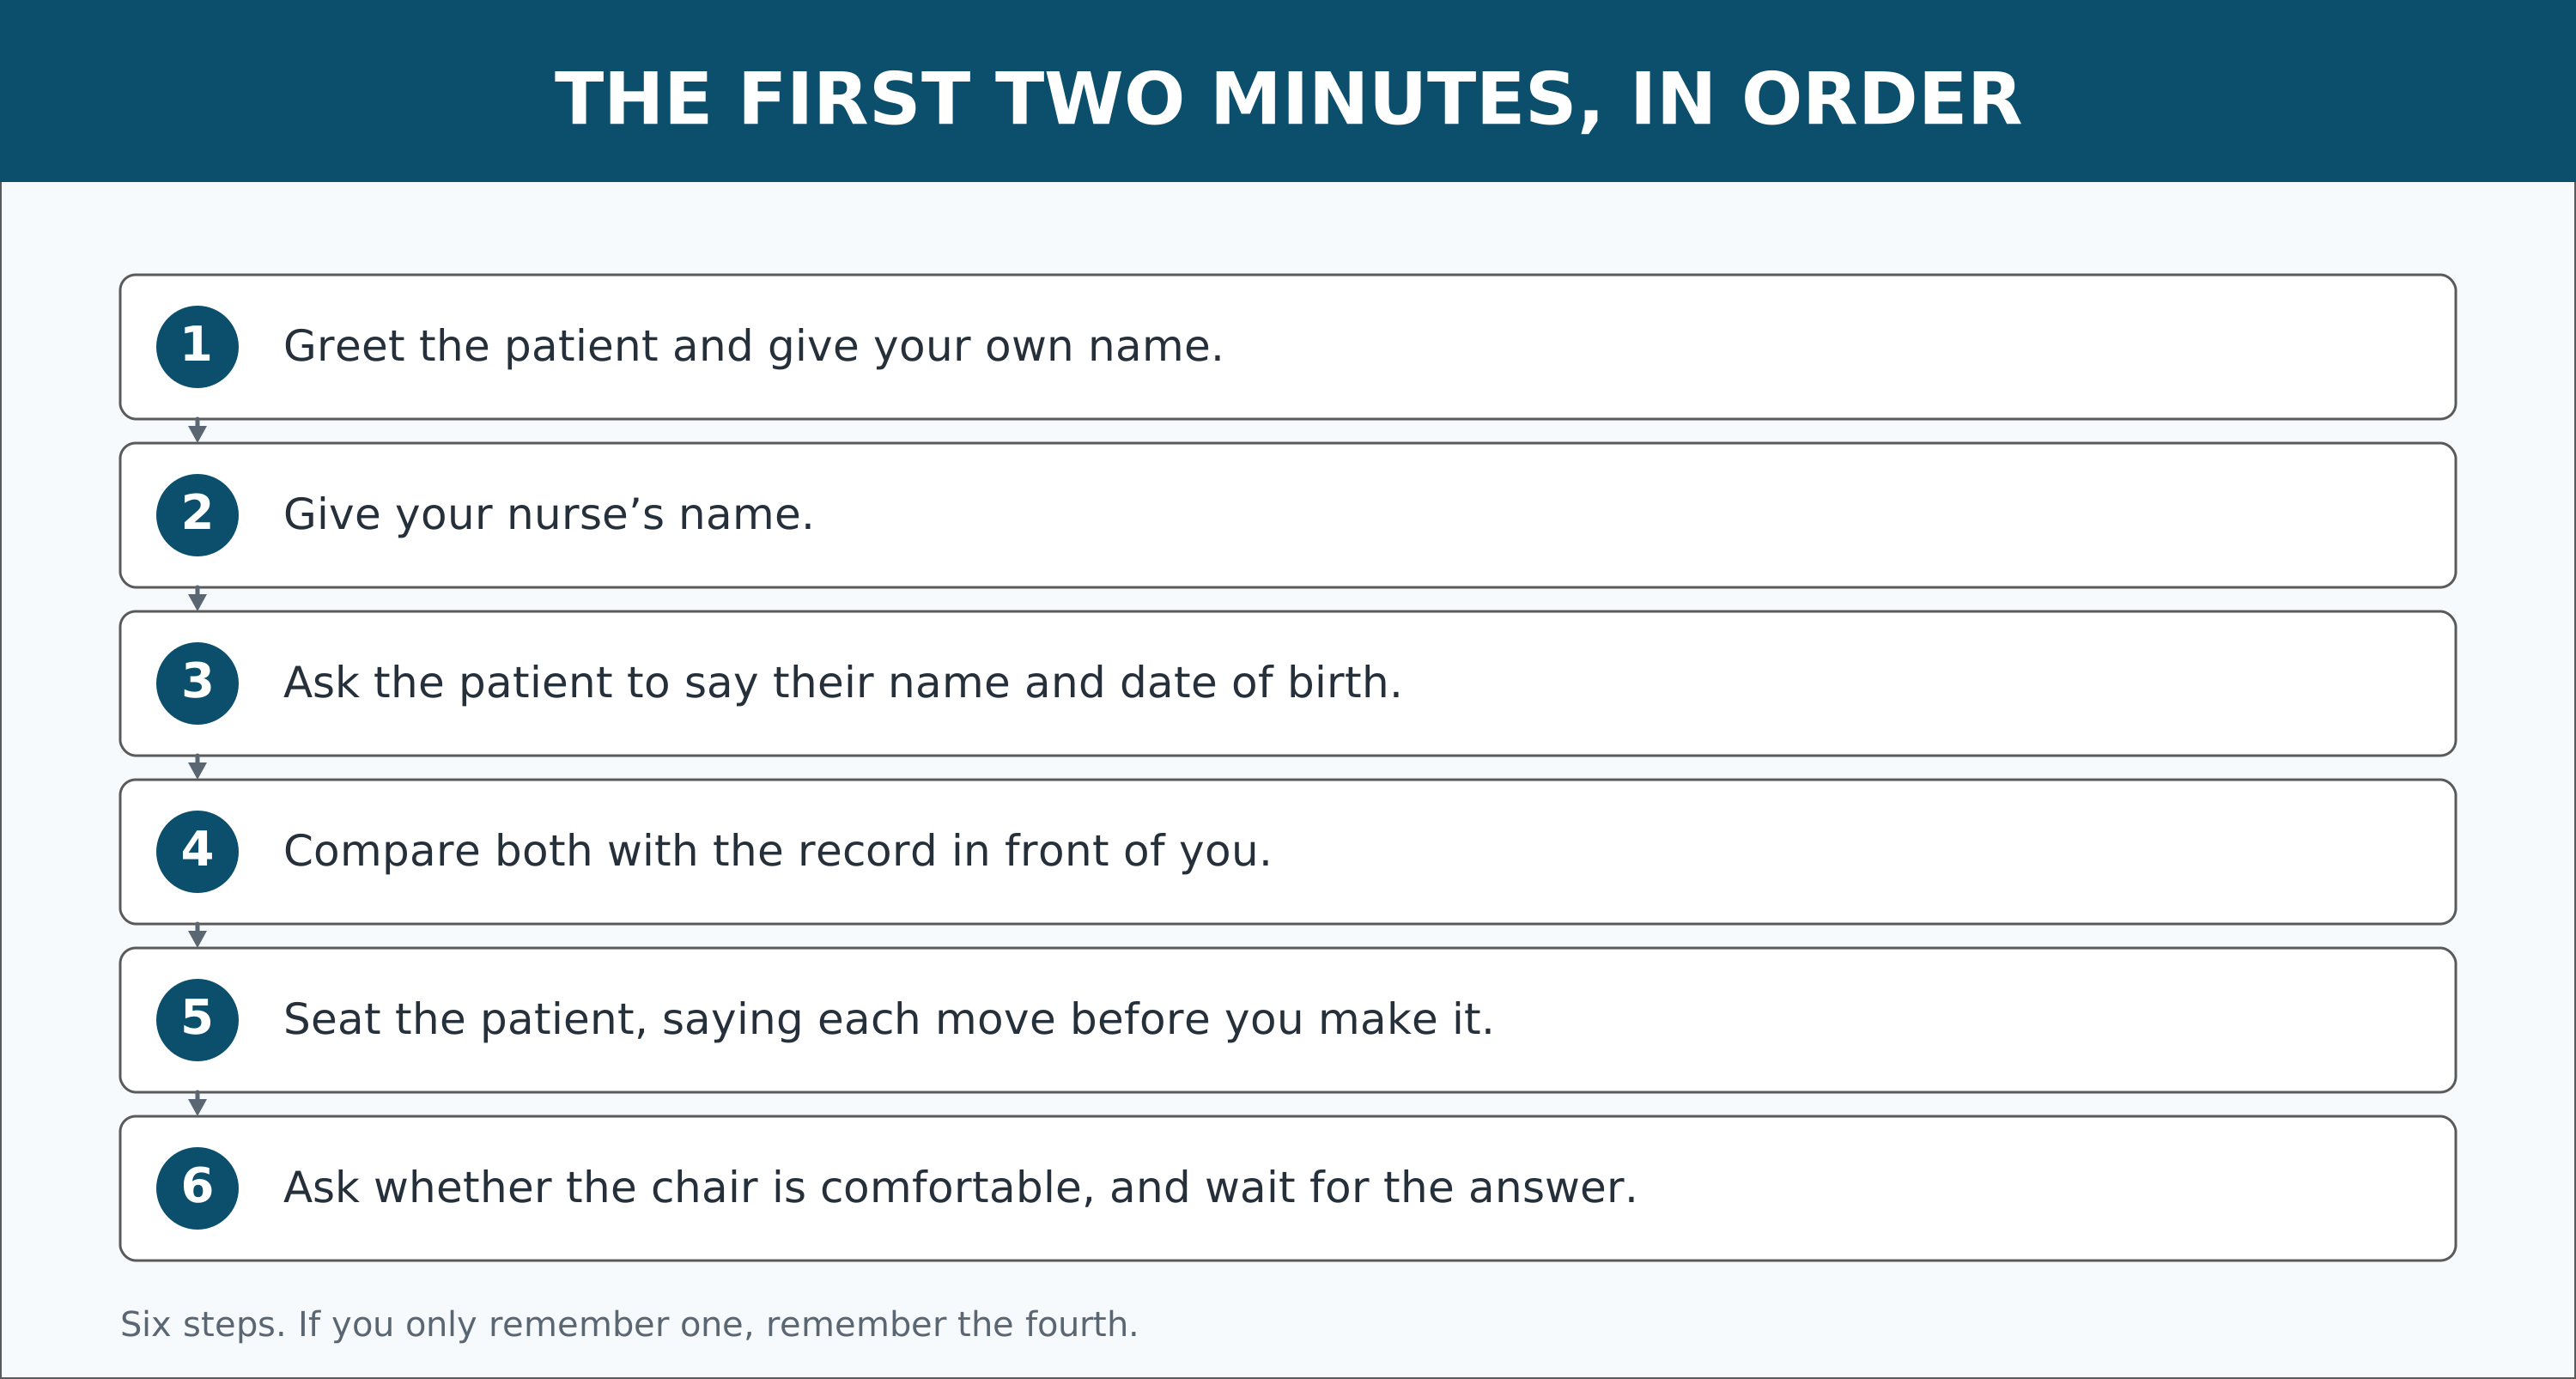 THE FIRST TWO MINUTES, IN ORDER
1 Greet the patient and give your own name.
2 Give your nurse’s name.
3 Ask the patient to say their name and date of birth.
4 Compare both with the record in front of you.
5 Seat the patient, saying each move before you make it.
6 Ask whether the chair is comfortable, and wait for the answer.
Six steps. If you only remember one, remember the fourth.